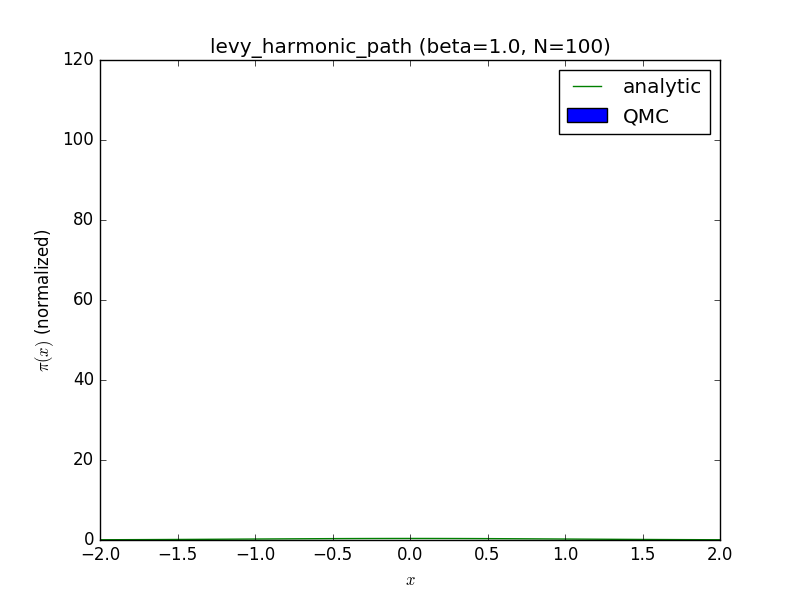 levy_harmonic_path (beta=1.0, N=100)
analytic
QMC
120
100
80
60
40
20
0
π(x) (normalized)
−2.0 −1.5 −1.0 −0.5 0.0 0.5 1.0 1.5 2.0
x